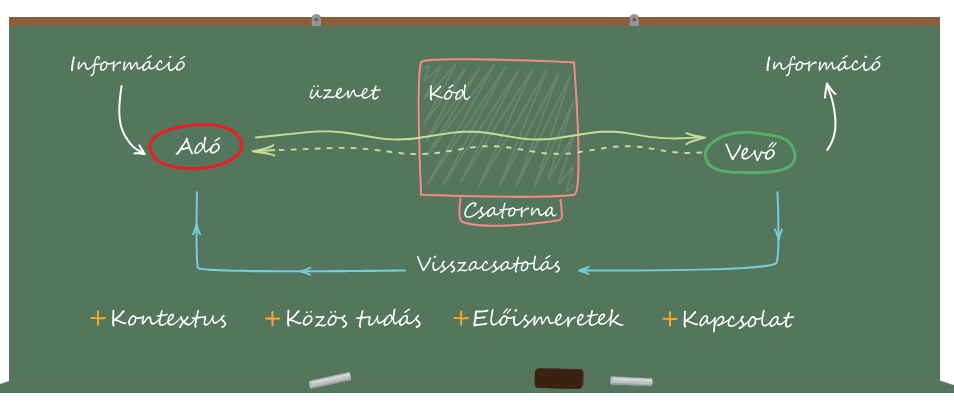 Információ
Információ
üzenet
Kód
Adó
Vevő
Csatorna
Visszacsatolás
+Kontextus +Közös tudás +Előismeretek +Kapcsolat